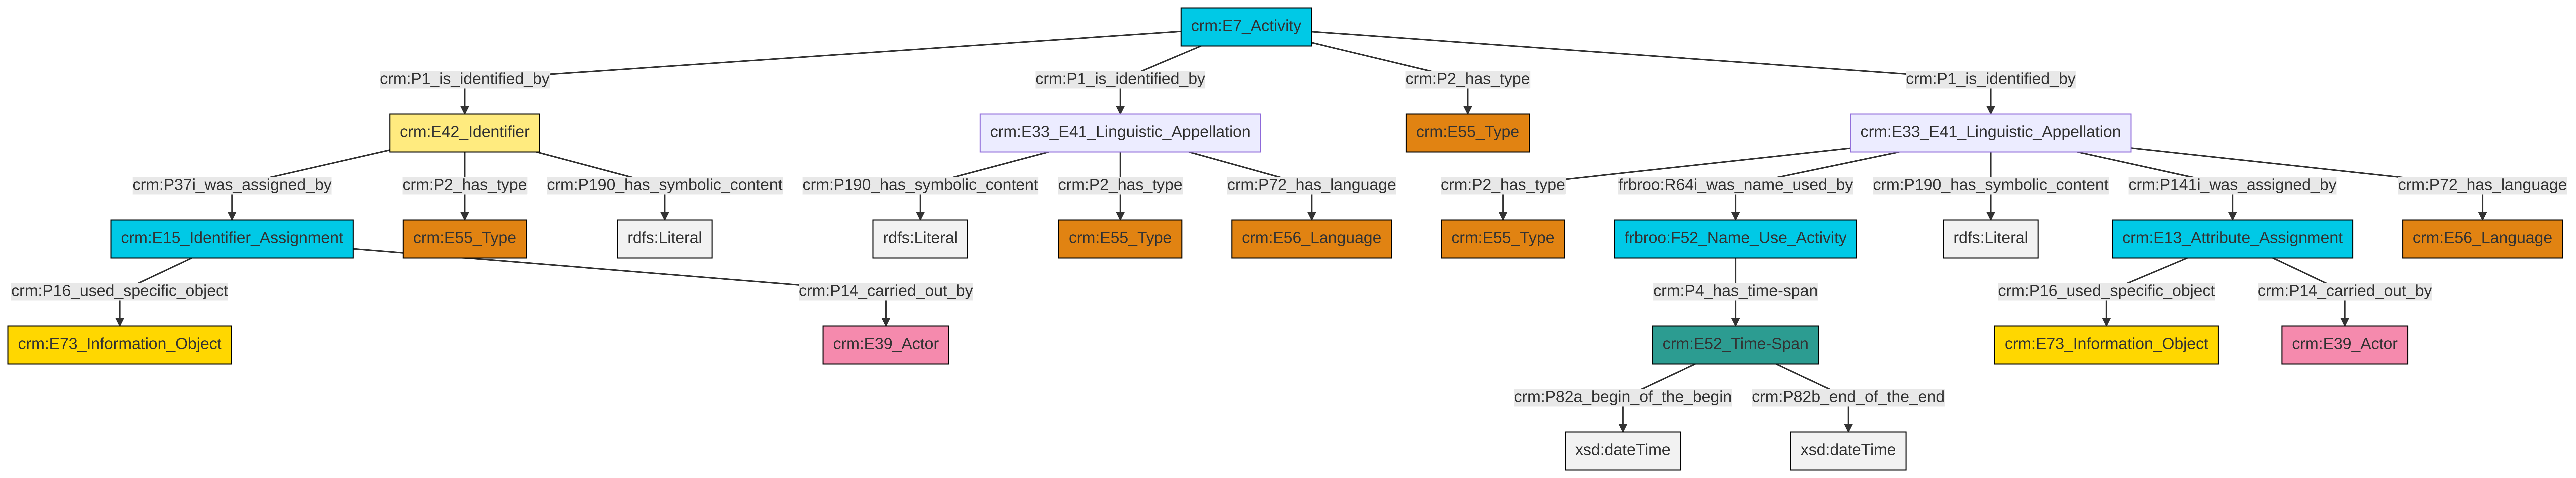 crm:E7_Activity
crm:P1_is_identified_by
crm:P1_is_identified_by
crm:P2_has_type
crm:P1_is_identified_by
crm:E42_Identifier
crm:E33_E41_Linguistic_Appellation
crm:E55_Type
crm:E33_E41_Linguistic_Appellation
crm:P37i_was_assigned_by
crm:P2_has_type
crm:P190_has_symbolic_content
crm:P190_has_symbolic_content
crm:P2_has_type
crm:P72_has_language
crm:P2_has_type
frbroo:R64i_was_name_used_by
crm:P190_has_symbolic_content
crm:P141i_was_assigned_by
crm:P72_has_language
crm:E15_Identifier_Assignment
crm:E55_Type
rdfs:Literal
rdfs:Literal
crm:E55_Type
crm:E56_Language
crm:E55_Type
frbroo:F52_Name_Use_Activity
rdfs:Literal
crm:E13_Attribute_Assignment
crm:E56_Language
crm:P16_used_specific_object
crm:P14_carried_out_by
crm:P4_has_time-span
crm:P16_used_specific_object
crm:P14_carried_out_by
crm:E73_Information_Object
crm:E39_Actor
crm:E52_Time-Span
crm:E73_Information_Object
crm:E39_Actor
crm:P82a_begin_of_the_begin
crm:P82b_end_of_the_end
xsd:dateTime
xsd:dateTime